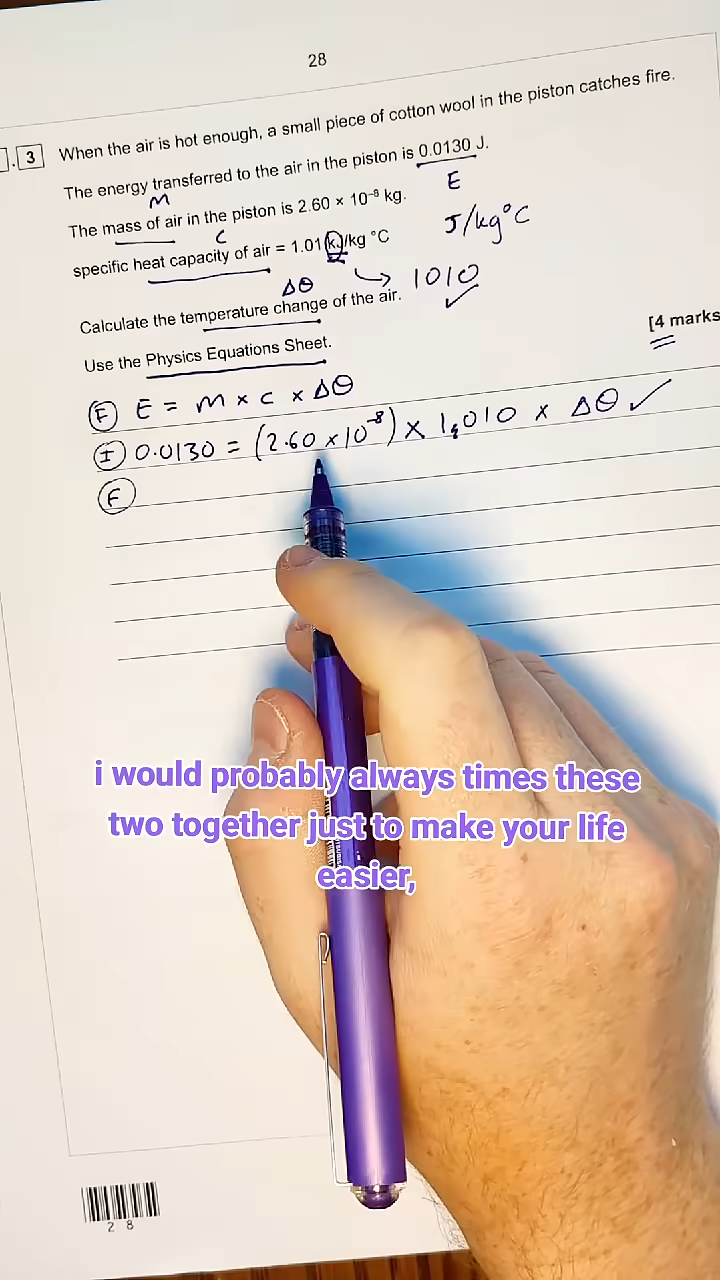 28
.3 When the air is hot enough, a small piece of cotton wool in the piston catches fire.
The energy transferred to the air in the piston is 0.0130 J.
M E
The mass of air in the piston is 2.60 × 10⁻⁸ kg.
C J/kg°C
specific heat capacity of air = 1.01 kJ/kg °C
Δθ → 1010 ✓
Calculate the temperature change of the air.
[4 marks
Use the Physics Equations Sheet.
(F) E = m × c × Δθ
(I) 0.0130 = (2.60 × 10⁻⁸) × 1,010 × Δθ ✓
(F)
i would probably always times these
two together just to make your life
easier,
2 8